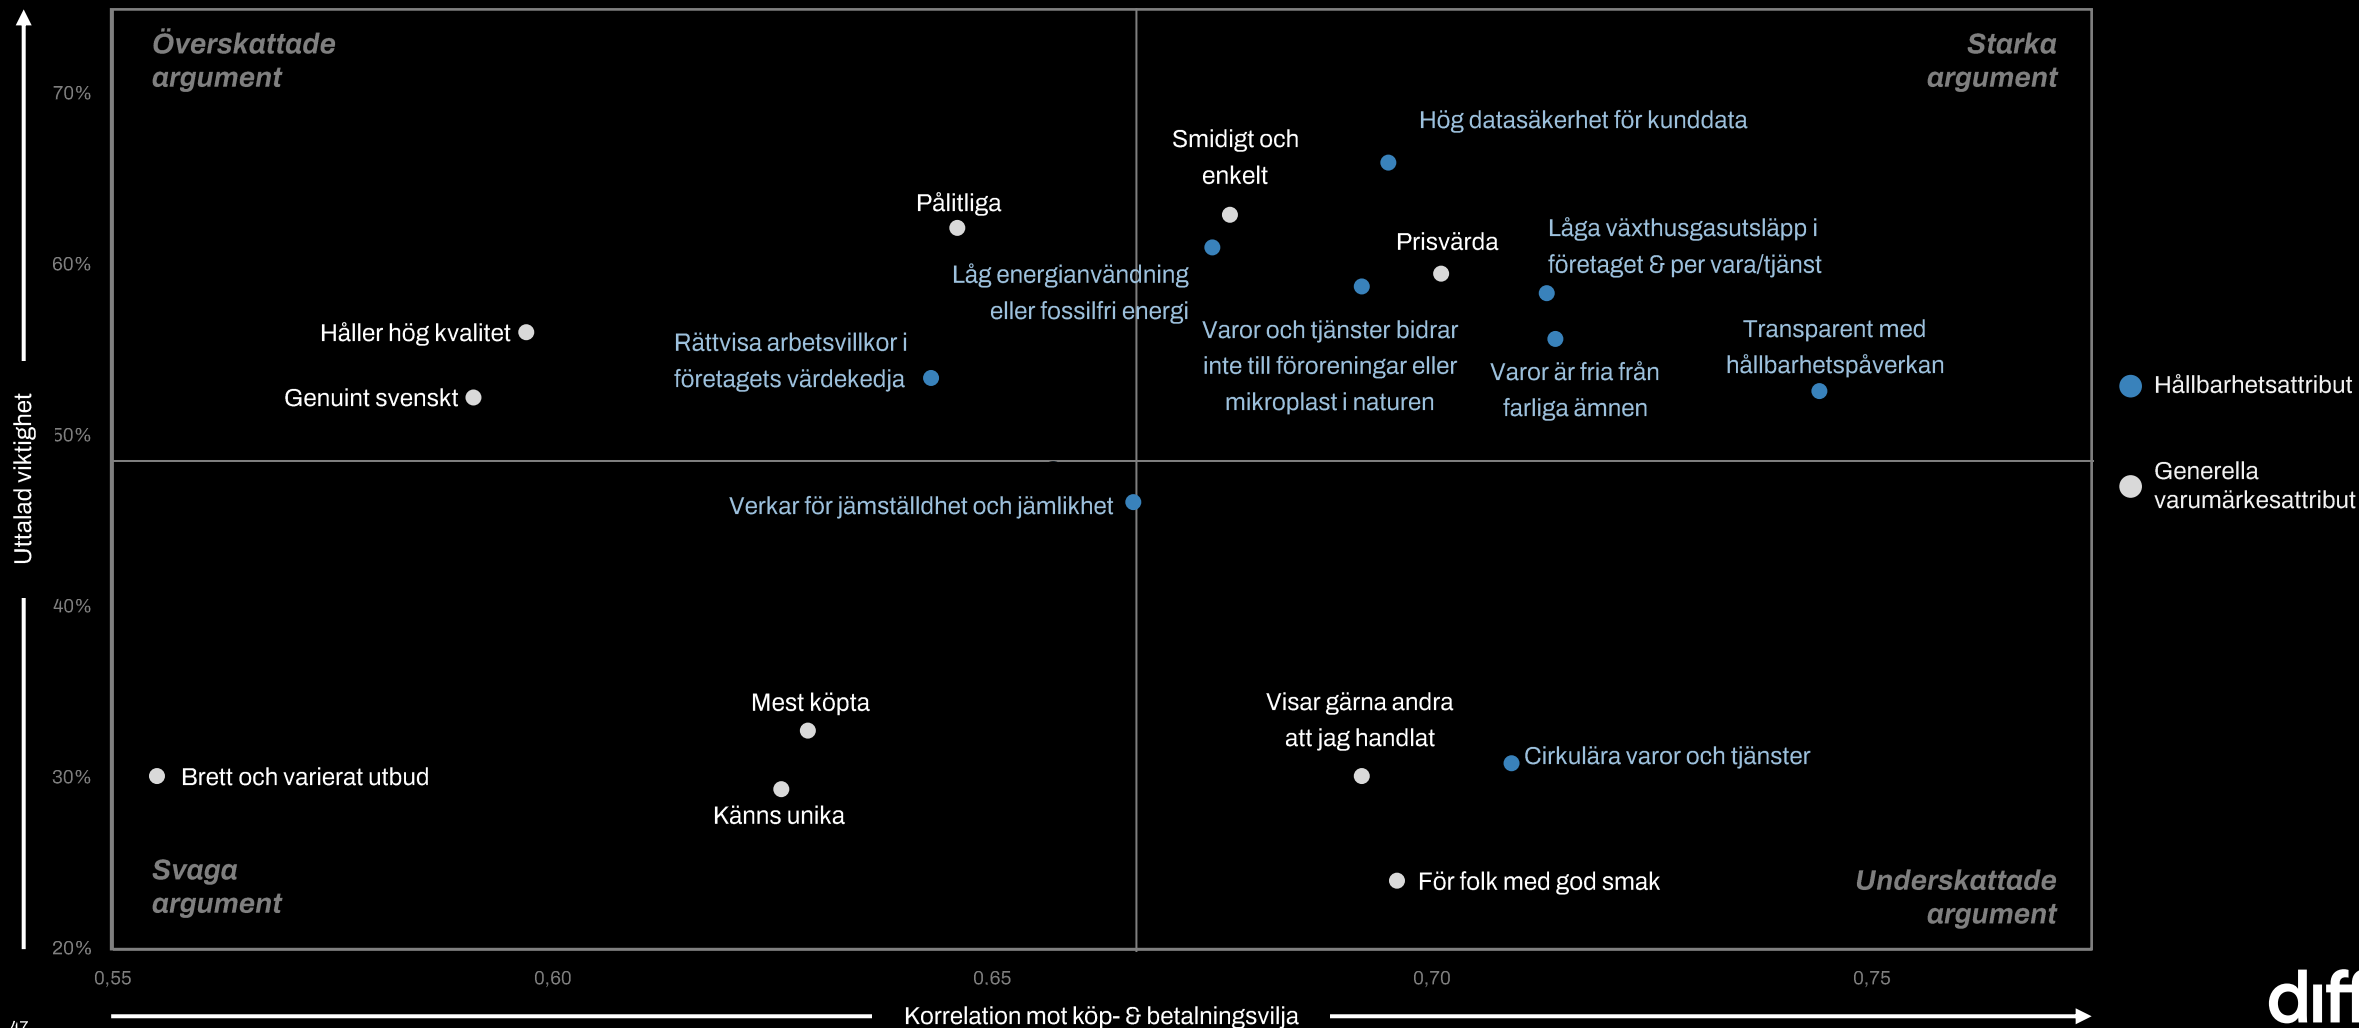 Överskattade
argument
Starka
argument
70%
Hög datasäkerhet för kunddata
Smidigt och
enkelt
Pålitliga
Låga växthusgasutsläpp i
företaget & per vara/tjänst
Prisvärda
60%
Låg energianvändning
eller fossilfri energi
Håller hög kvalitet
Rättvisa arbetsvillkor i
företagets värdekedja
Varor och tjänster bidrar
inte till föroreningar eller
mikroplast i naturen
Varor är fria från
farliga ämnen
Transparent med
hållbarhetspåverkan
Hållbarhetsattribut
Genuint svenskt
50%
Uttalad viktighet
Generella
varumärkesattribut
Verkar för jämställdhet och jämlikhet
40%
Mest köpta
Visar gärna andra
att jag handlat
Cirkulära varor och tjänster
30%
Brett och varierat utbud
Känns unika
Svaga
argument
För folk med god smak
Underskattade
argument
20%
0,55
0,60
0.65
0,70
0,75
Korrelation mot köp- & betalningsvilja
diff
47